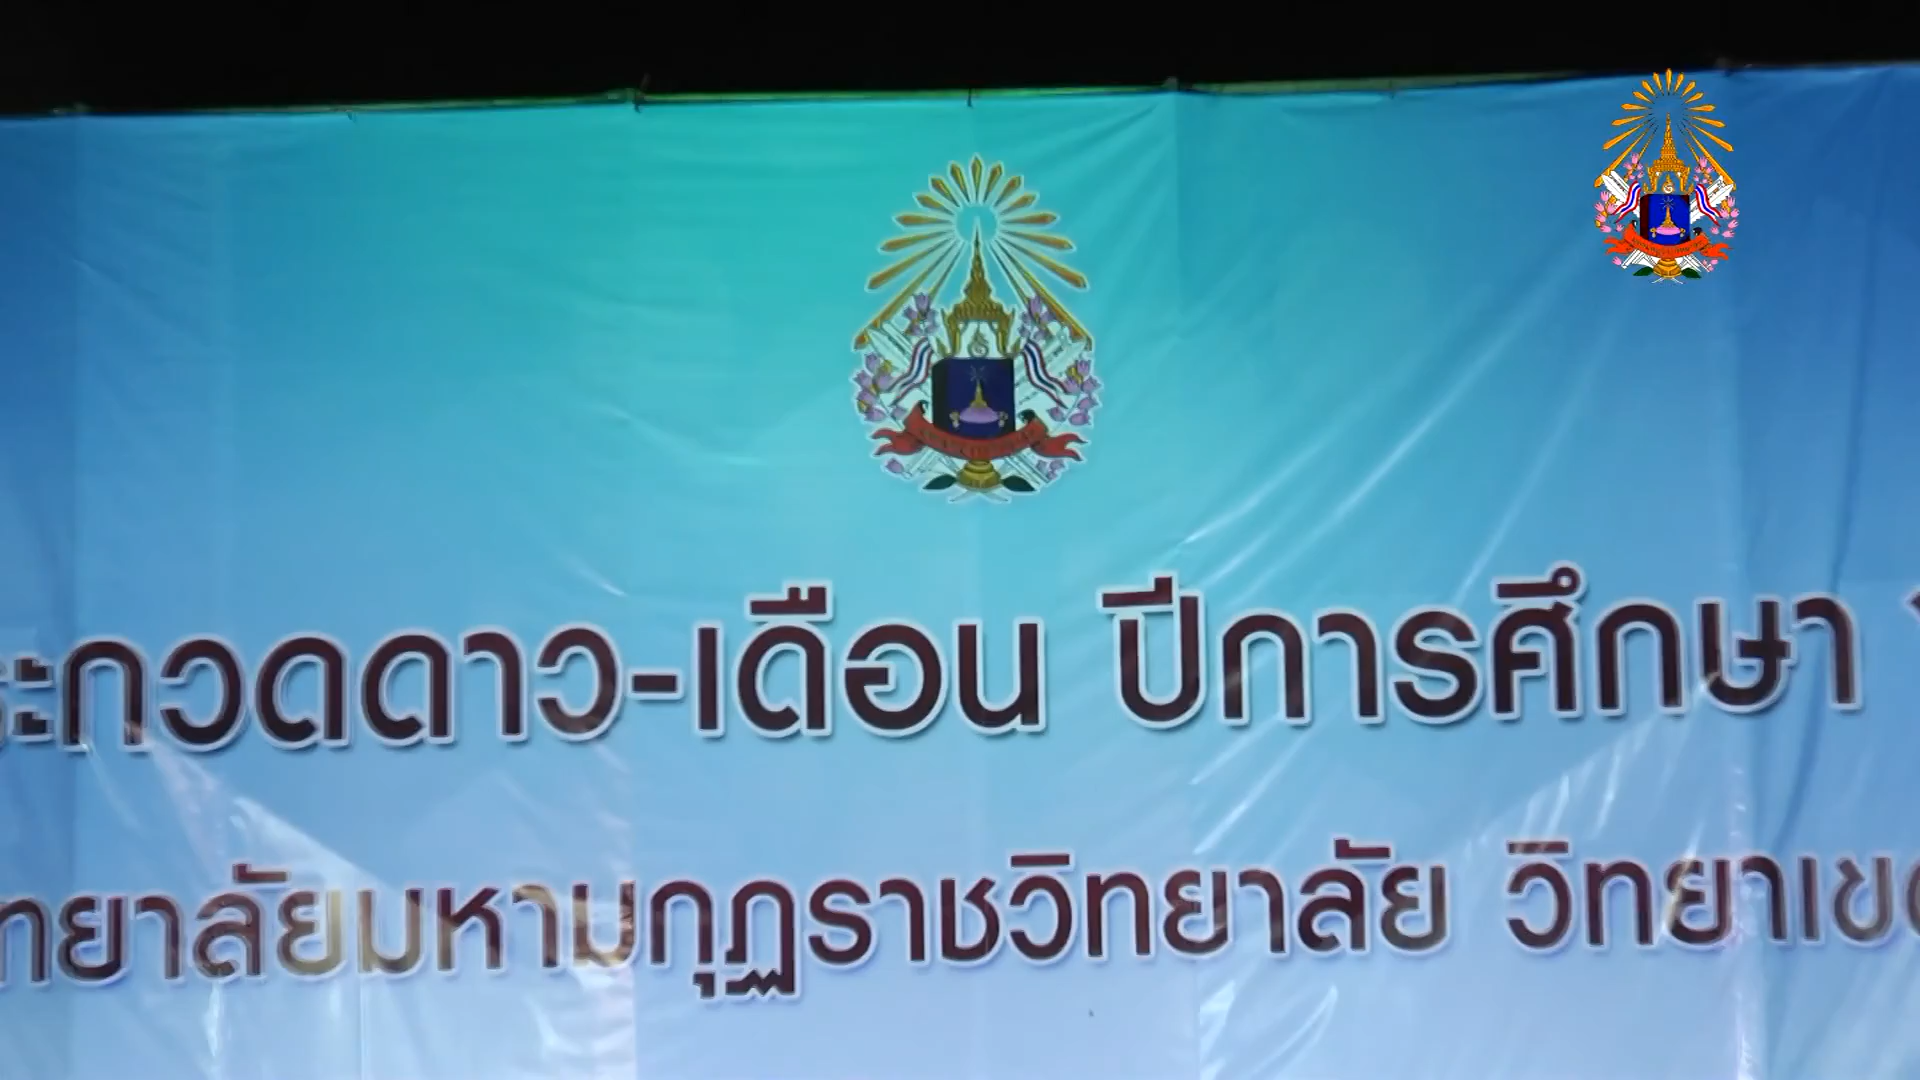 ระกวดดาว-เดือน ปีการศึกษา
ทยาลัยมหามกุฏราชวิทยาลัย วิทยาเขต